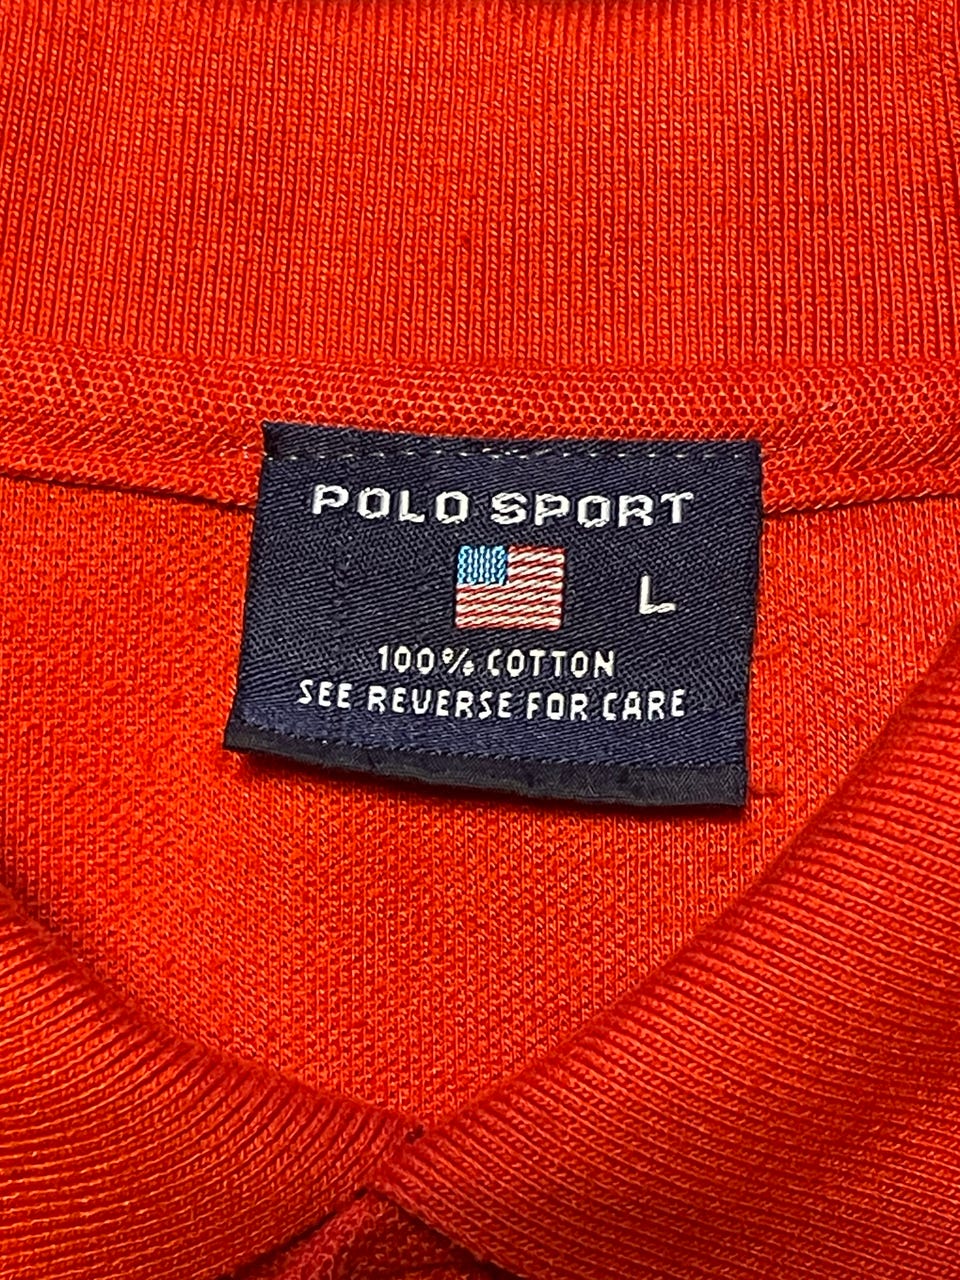 POLO SPORT
L
100% COTTON
SEE REVERSE FOR CARE